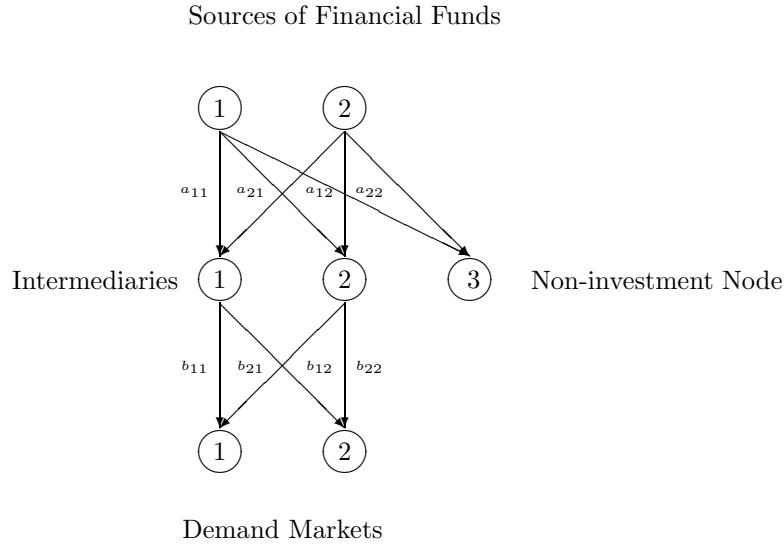 Sources of Financial Funds
1 2
a11 a21 a12 a22
Intermediaries 1 2 3 Non-investment Node
b11 b21 b12 b22
1 2
Demand Markets